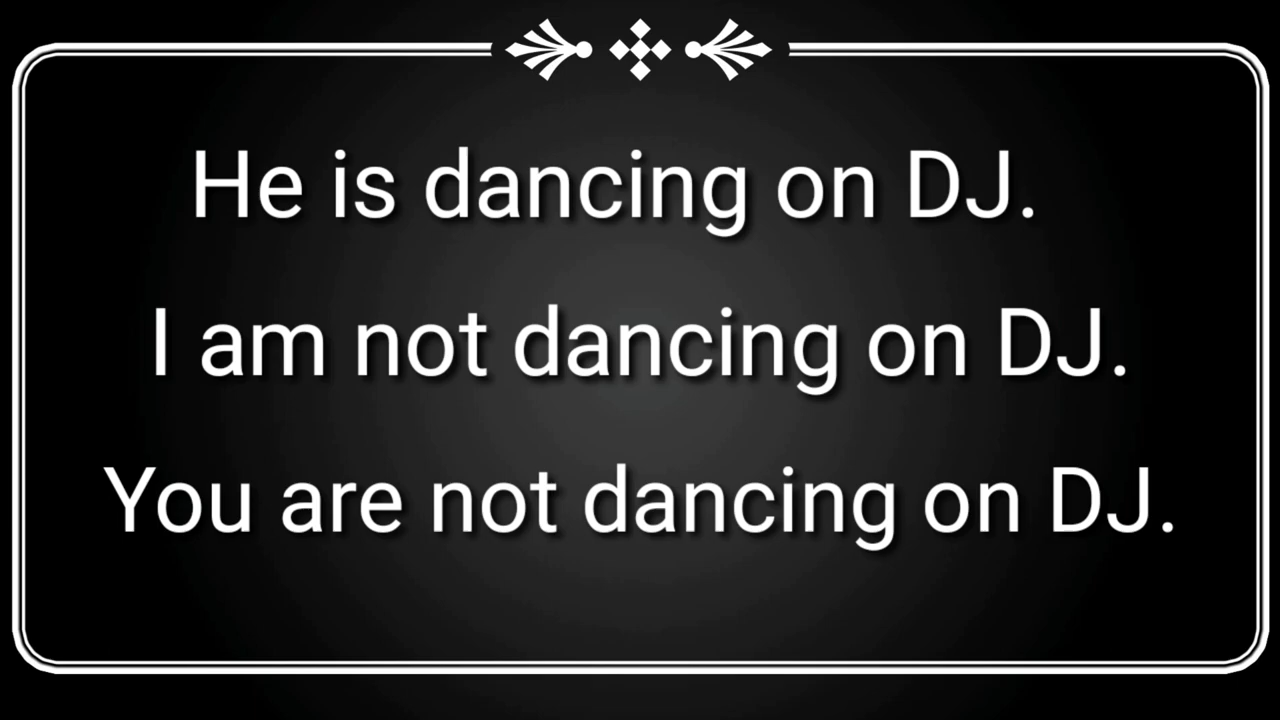 He is dancing on DJ.
I am not dancing on DJ.
You are not dancing on DJ.